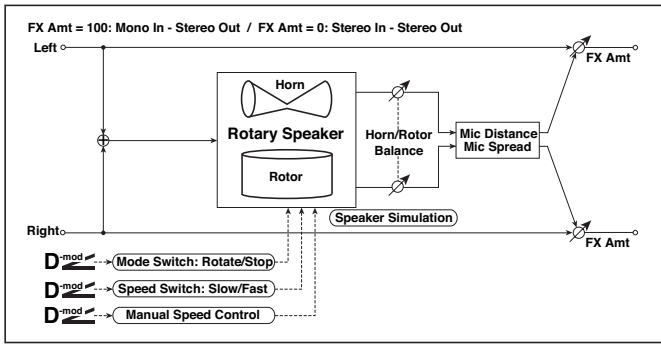 FX Amt = 100: Mono In - Stereo Out / FX Amt = 0: Stereo In - Stereo Out
Left
FX Amt
Horn
Rotary Speaker
Rotor
Horn/Rotor
Balance
Mic Distance
Mic Spread
Speaker Simulation
Right
FX Amt
D-mod Mode Switch: Rotate/Stop
D-mod Speed Switch: Slow/Fast
D-mod Manual Speed Control